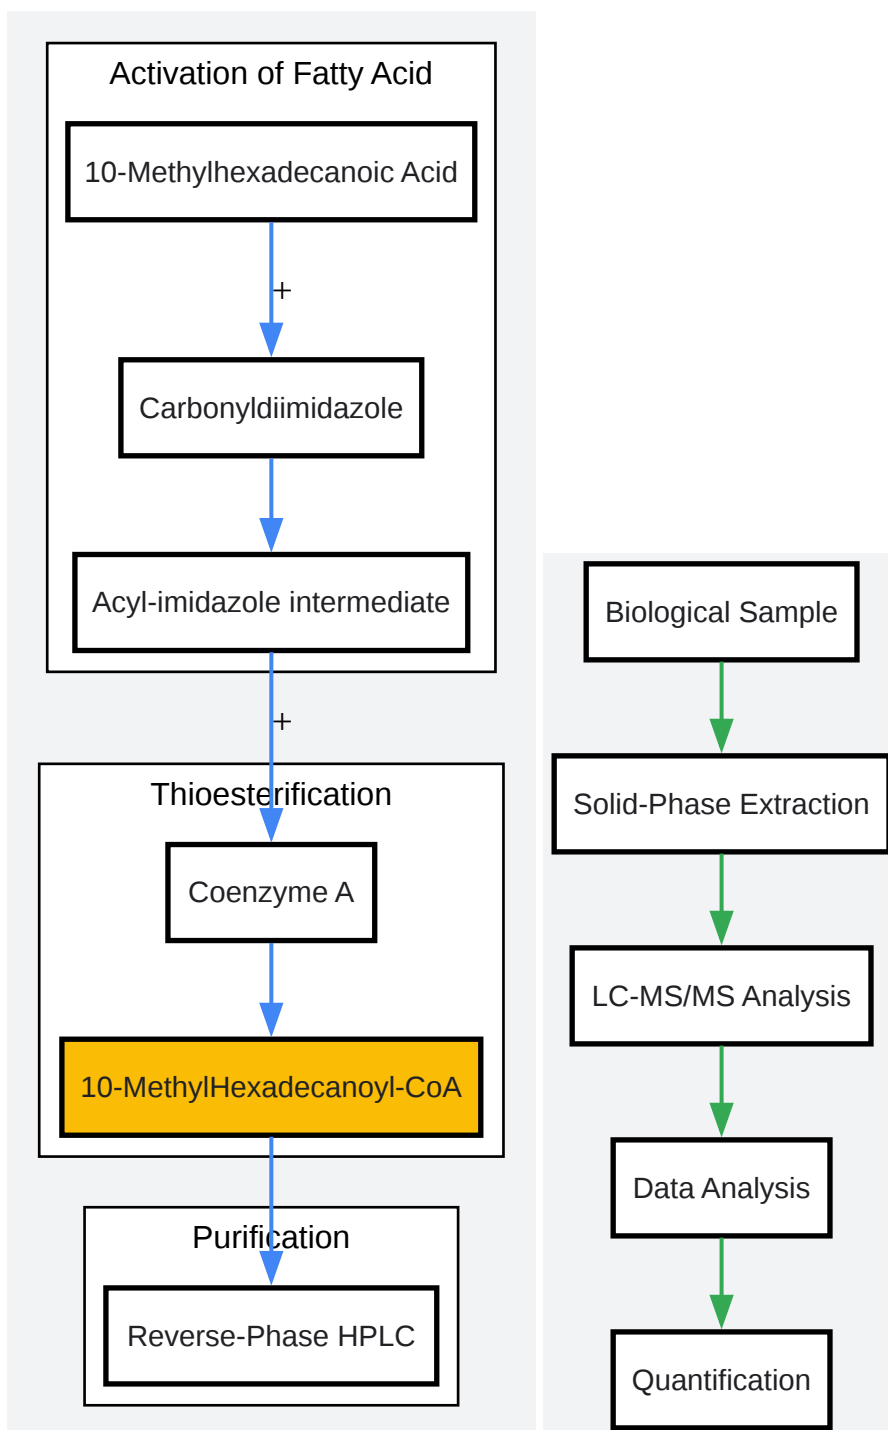 Activation of Fatty Acid
10-Methylhexadecanoic Acid
+
Carbonyldiimidazole
Acyl-imidazole intermediate
+
Thioesterification
Coenzyme A
10-MethylHexadecanoyl-CoA
Purification
Reverse-Phase HPLC
Biological Sample
Solid-Phase Extraction
LC-MS/MS Analysis
Data Analysis
Quantification